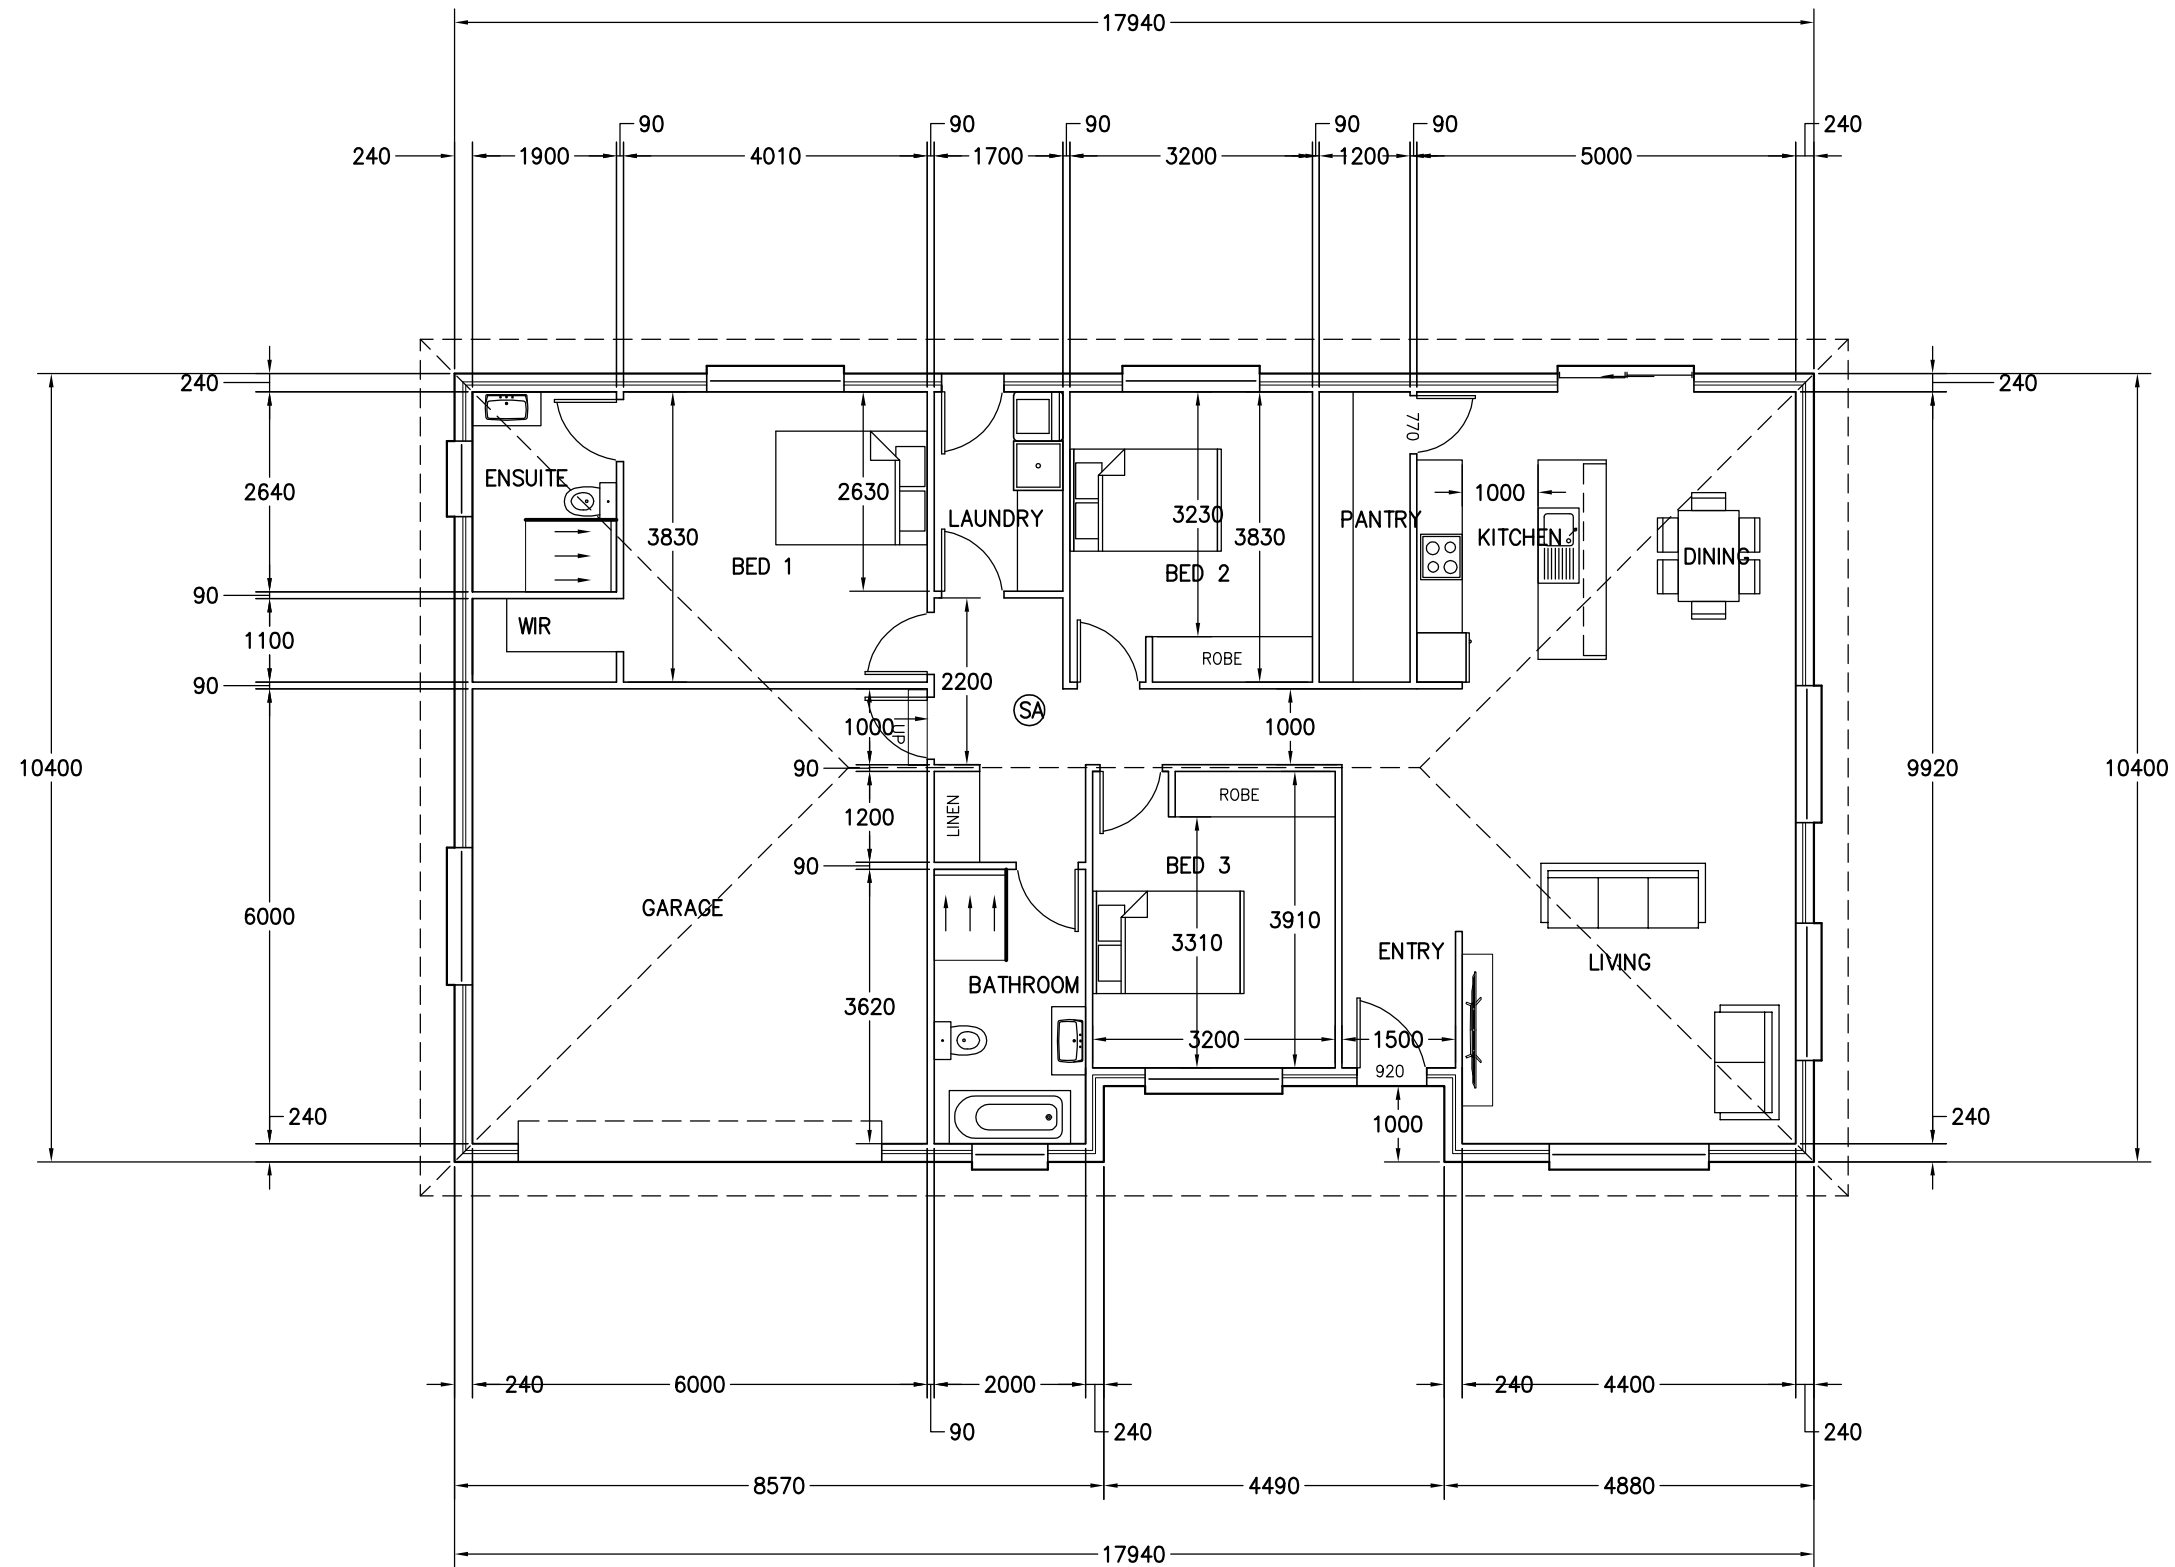 17940
90 90 90 90 90 240
240 1900 4010 1700 3200 1200 5000
240 240
770
ENSUITE 2640 2630 1000
LAUNDRY 3230 PANTRY
3830 3830 KITCHEN DINING
BED 1 BED 2
90
1100 WIR
ROBE
90 2200
SA
1000 UP 1000
10400 90 9920 10400
ROBE
1200 LINEN
90 BED 3
6000 GARAGE 3910
3310 ENTRY LIVING
BATHROOM
3620
3200 1500
920
240 1000 240
240 6000 2000 240 4400
90 240 240
8570 4490 4880
17940